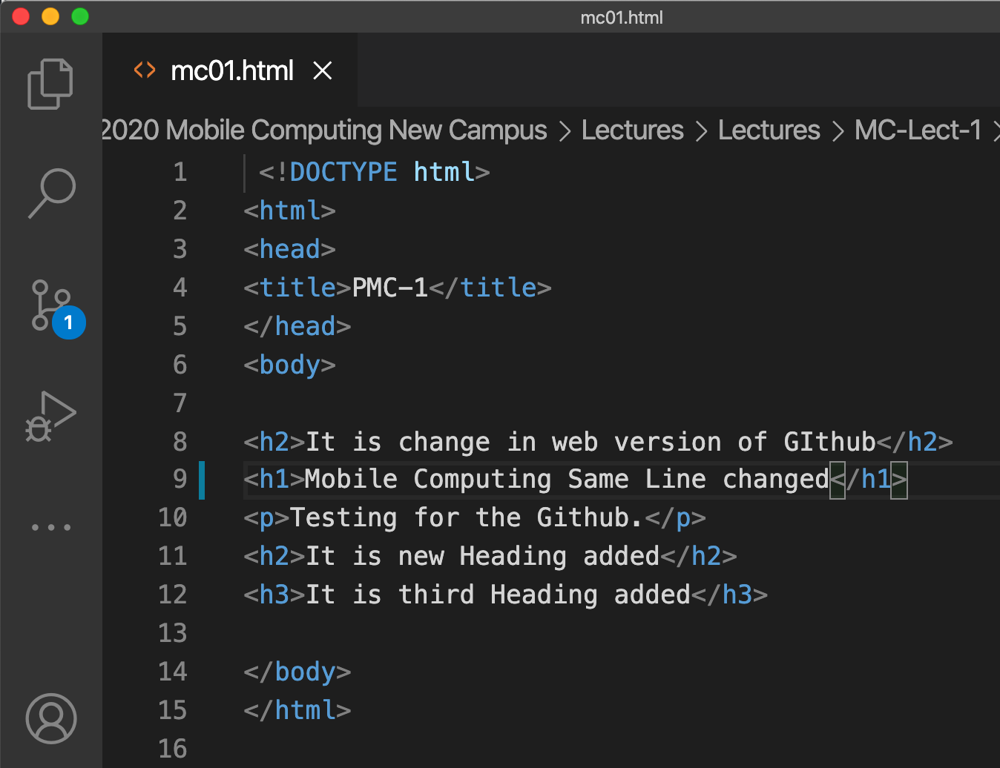 mc01.html
mc01.html
2020 Mobile Computing New Campus > Lectures > Lectures > MC-Lect-1 >
1 <!DOCTYPE html>
2 <html>
3 <head>
4 <title>PMC-1</title>
5 </head>
6 <body>
7
8 <h2>It is change in web version of GIthub</h2>
9 <h1>Mobile Computing Same Line changed</h1>
10 <p>Testing for the Github.</p>
11 <h2>It is new Heading added</h2>
12 <h3>It is third Heading added</h3>
13
14 </body>
15 </html>
16
1